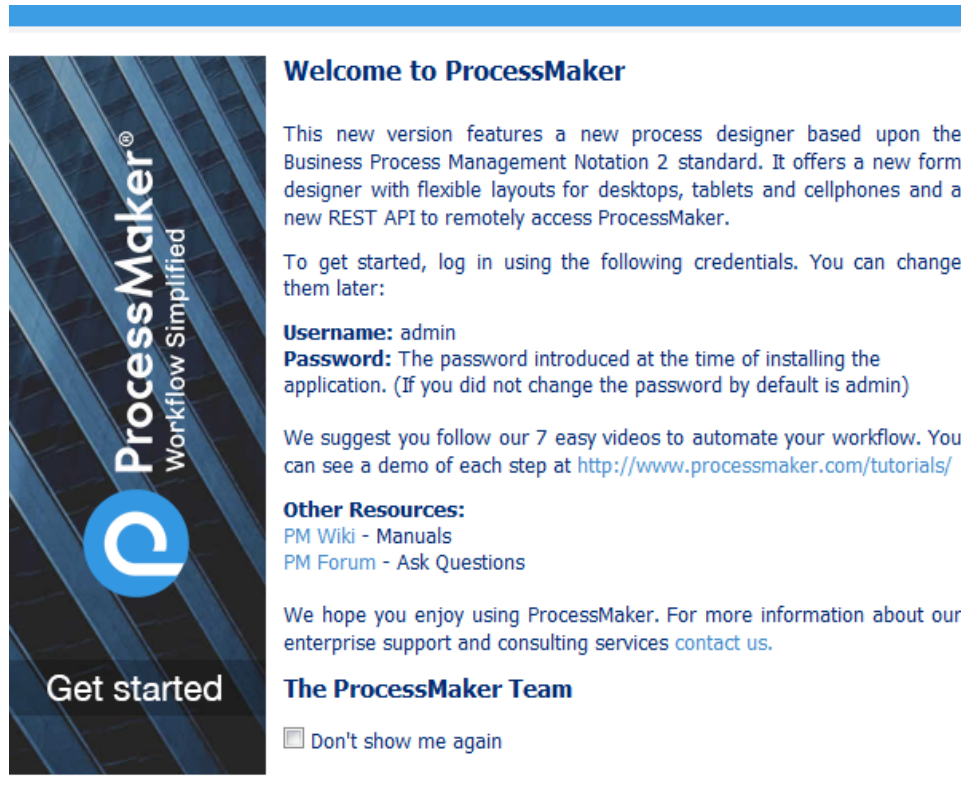 ProcessMaker®
Workflow Simplified
Get started
Welcome to ProcessMaker
This new version features a new process designer based upon the
Business Process Management Notation 2 standard. It offers a new form
designer with flexible layouts for desktops, tablets and cellphones and a
new REST API to remotely access ProcessMaker.
To get started, log in using the following credentials. You can change
them later:
Username: admin
Password: The password introduced at the time of installing the
application. (If you did not change the password by default is admin)
We suggest you follow our 7 easy videos to automate your workflow. You
can see a demo of each step at http://www.processmaker.com/tutorials/
Other Resources:
PM Wiki - Manuals
PM Forum - Ask Questions
We hope you enjoy using ProcessMaker. For more information about our
enterprise support and consulting services contact us.
The ProcessMaker Team
Don't show me again